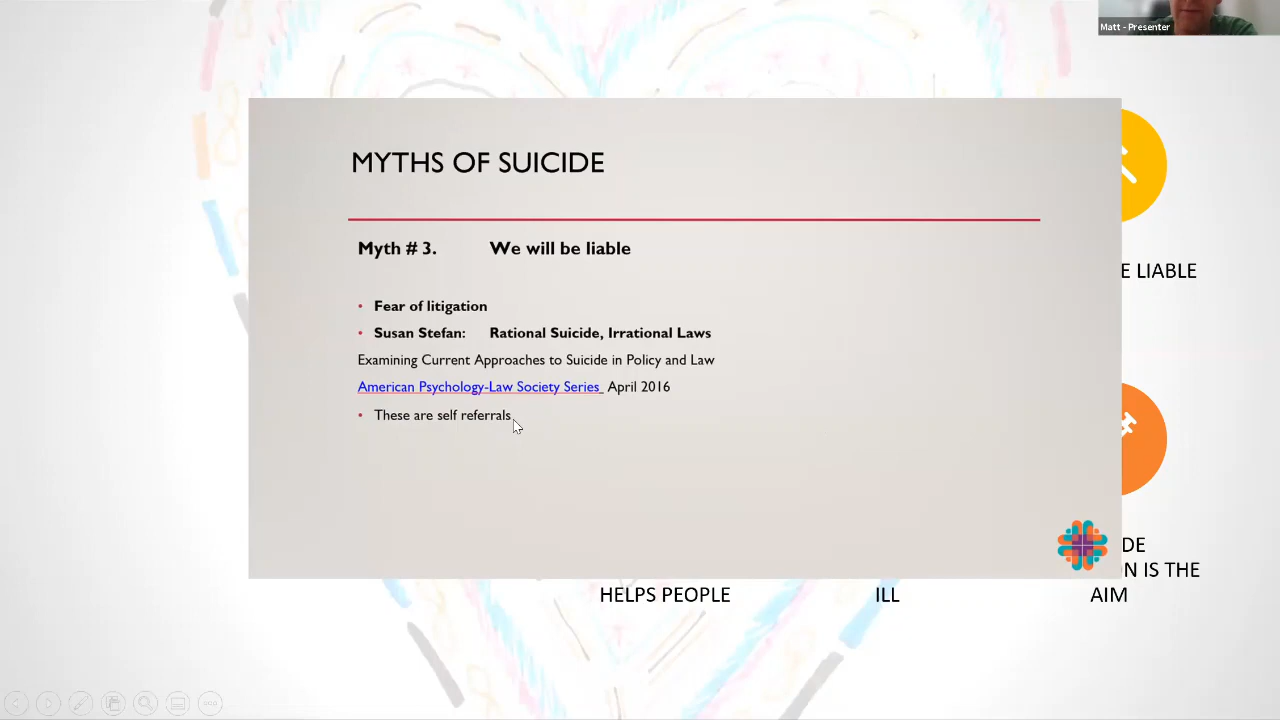 Matt - Presenter
MYTHS OF SUICIDE
Myth # 3. We will be liable
• Fear of litigation
• Susan Stefan: Rational Suicide, Irrational Laws
Examining Current Approaches to Suicide in Policy and Law
American Psychology-Law Society Series April 2016
• These are self referrals
E LIABLE
DE
N IS THE
HELPS PEOPLE
ILL
AIM